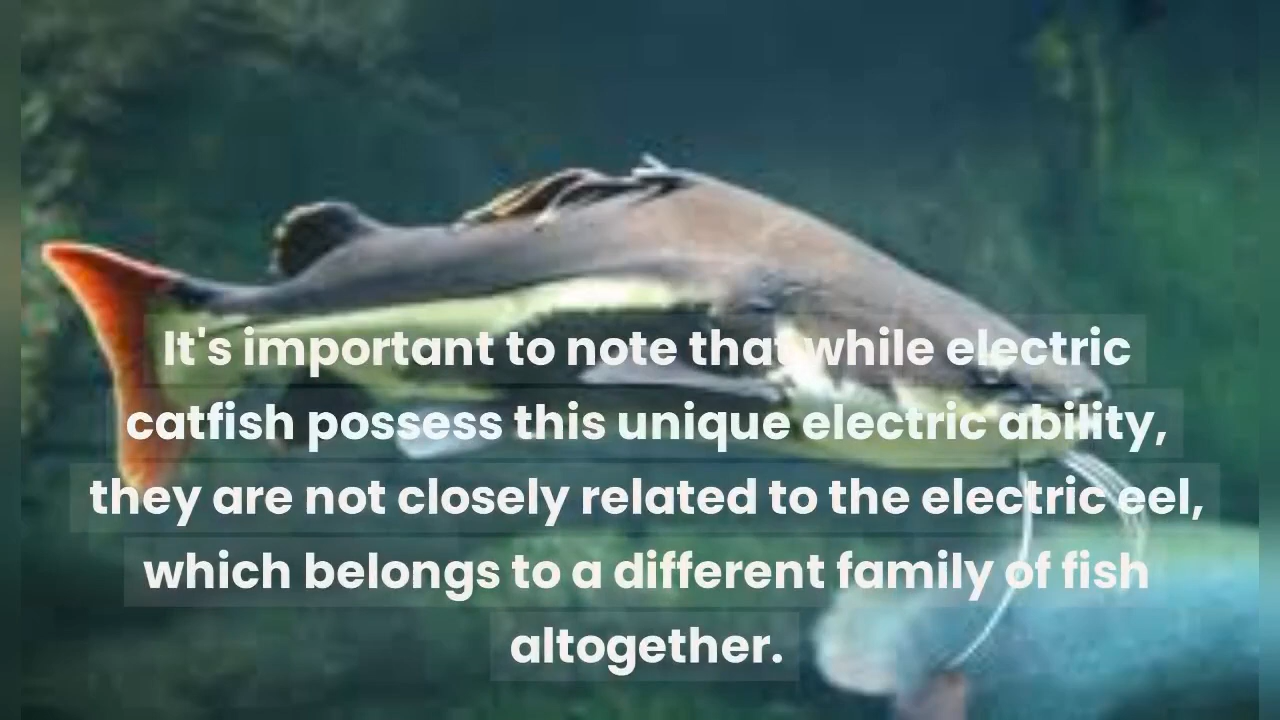 It's important to note that while electric
catfish possess this unique electric ability,
they are not closely related to the electric eel,
which belongs to a different family of fish
altogether.